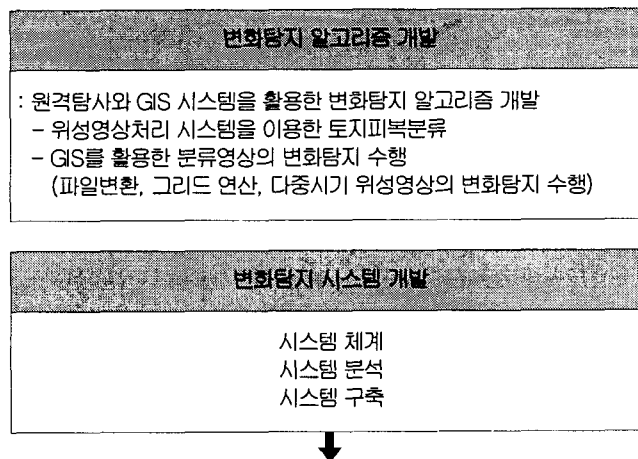 변화탐지 알고리즘 개발
: 원격탐사와 GIS 시스템을 활용한 변화탐지 알고리즘 개발
- 위성영상처리 시스템을 이용한 토지피복분류
- GIS를 활용한 분류영상의 변화탐지 수행
(파일변환, 그리드 연산, 다중시기 위성영상의 변화탐지 수행)
변화탐지 시스템 개발
시스템 체계
시스템 분석
시스템 구축